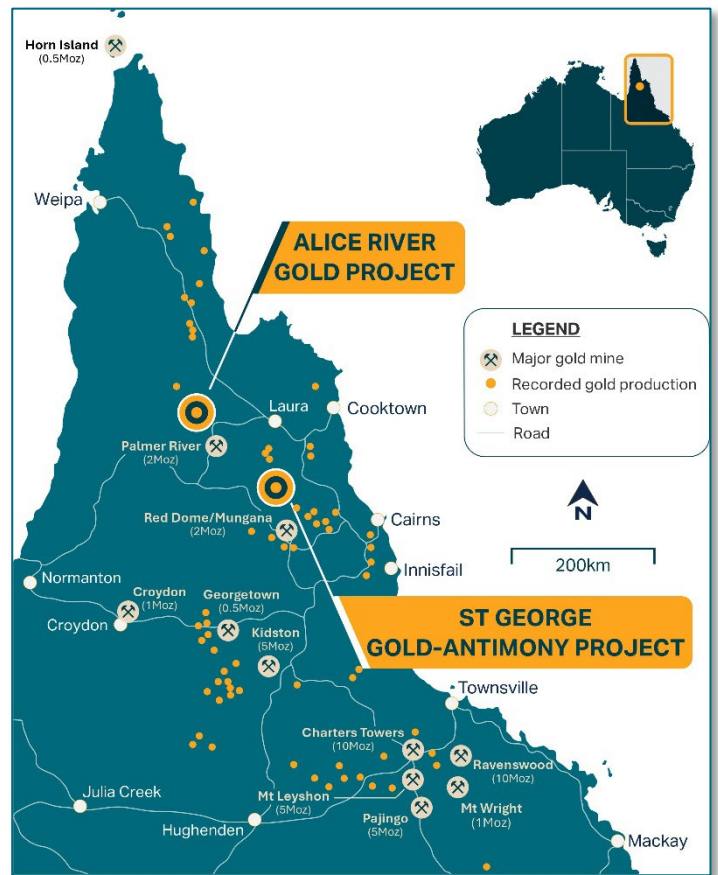 Horn Island
(0.5Moz)
Weipa
ALICE RIVER
GOLD PROJECT
LEGEND
Major gold mine
Recorded gold production
Town
Road
Laura
Cooktown
Palmer River
(2Moz)
N
200km
Red Dome/Mungana
(2Moz)
Cairns
Innisfail
Normanton
Croydon
(1Moz)
Croydon
Georgetown
(0.5Moz)
Kidston
(5Moz)
ST GEORGE
GOLD-ANTIMONY PROJECT
Townsville
Charters Towers
(10Moz)
Ravenswood
(10Moz)
Mt Leyshon
(5Moz)
Mt Wright
(1Moz)
Pajingo
(5Moz)
Julia Creek
Hughenden
Mackay